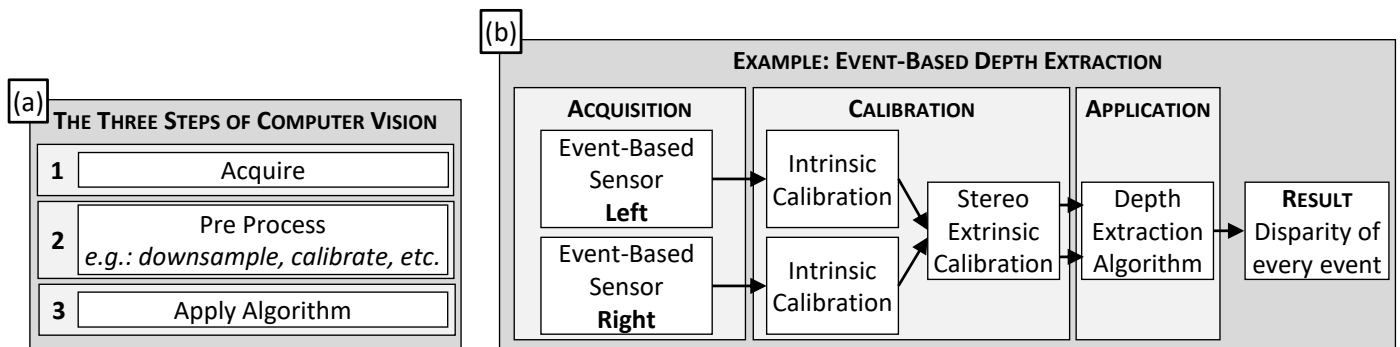 (a)
THE THREE STEPS OF COMPUTER VISION
1
Acquire
2
Pre Process
e.g.: downsample, calibrate, etc.
3
Apply Algorithm
(b)
EXAMPLE: EVENT-BASED DEPTH EXTRACTION
ACQUISITION
Event-Based
Sensor
Left
Event-Based
Sensor
Right
CALIBRATION
Intrinsic
Calibration
Intrinsic
Calibration
Stereo
Extrinsic
Calibration
APPLICATION
Depth
Extraction
Algorithm
RESULT
Disparity of
every event